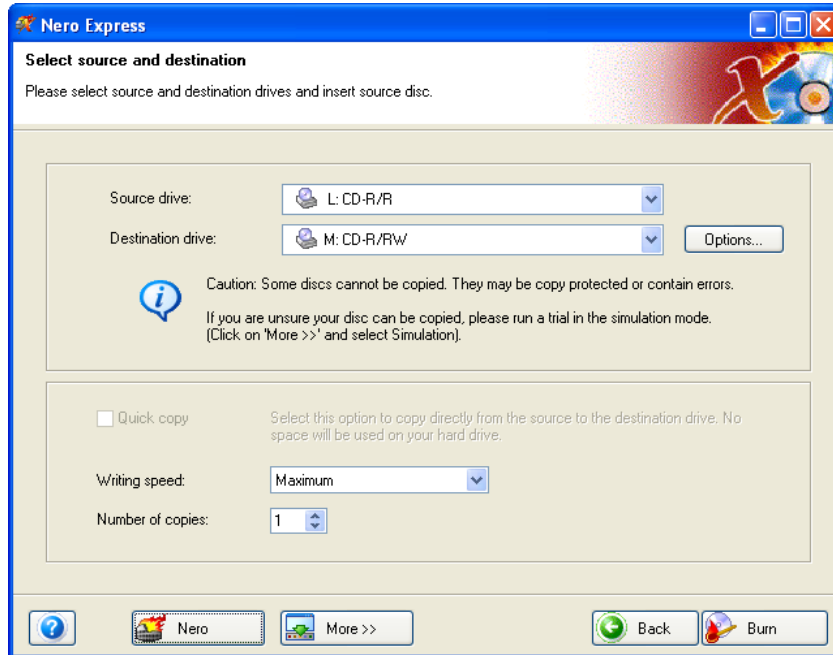 Nero Express
Select source and destination
Please select source and destination drives and insert source disc.
Source drive: L: CD-R/R
Destination drive: M: CD-R/RW Options...
Caution: Some discs cannot be copied. They may be copy protected or contain errors.
If you are unsure your disc can be copied, please run a trial in the simulation mode.
(Click on 'More >>' and select Simulation).
Quick copy Select this option to copy directly from the source to the destination drive. No
space will be used on your hard drive.
Writing speed: Maximum
Number of copies: 1
Nero More >> Back Burn